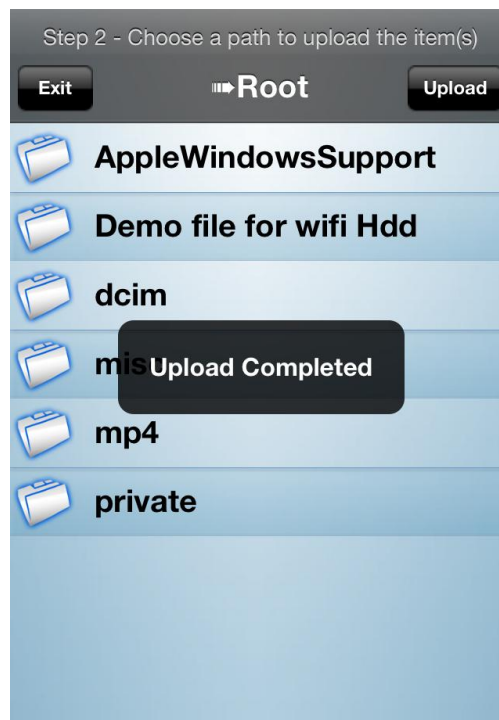 Step 2 - Choose a path to upload the item(s)
Exit
➠Root
Upload
AppleWindowsSupport
Demo file for wifi Hdd
dcim
Upload Completed
mp4
private